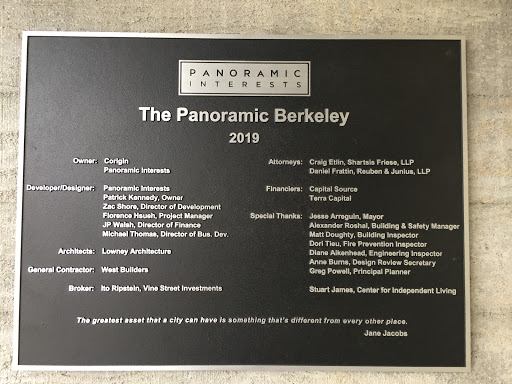 PANORAMIC
INTERESTS
The Panoramic Berkeley
2019
Owner: Corigin
Panoramic Interests
Developer/Designer: Panoramic Interests
Patrick Kennedy, Owner
Zac Shore, Director of Development
Florence Hsueh, Project Manager
JP Walsh, Director of Finance
Michael Thomas, Director of Bus. Dev.
Architects: Lowney Architecture
General Contractor: West Builders
Broker: Ito Ripstein, Vine Street Investments
Attorneys: Craig Etlin, Shartsis Friese, LLP
Daniel Frattin, Reuben & Junius, LLP
Financiers: Capital Source
Terra Capital
Special Thanks: Jesse Arreguin, Mayor
Alexander Roshal, Building & Safety Manager
Matt Doughty, Building Inspector
Dori Tieu, Fire Prevention Inspector
Diane Aikenhead, Engineering Inspector
Anne Burns, Design Review Secretary
Greg Powell, Principal Planner
Stuart James, Center for Independent Living
The greatest asset that a city can have is something that's different from every other place.
Jane Jacobs